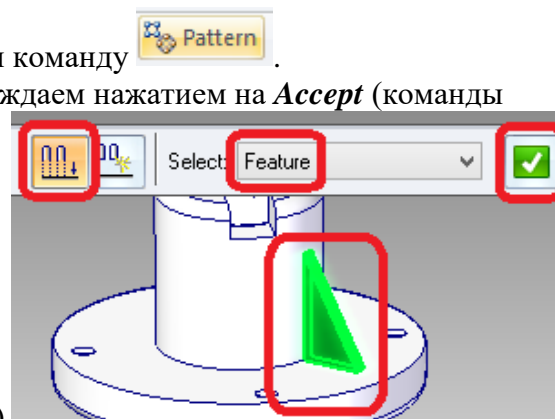 команду Pattern .
ждаем нажатием на Accept (команды
Select: Feature
)